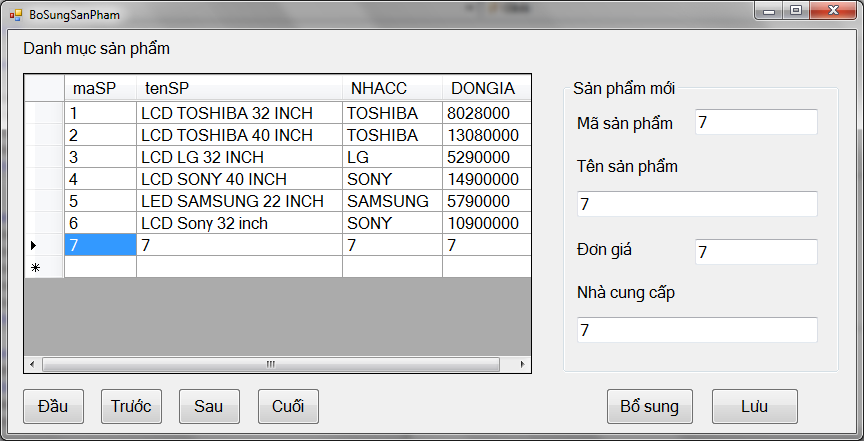 BoSungSanPham
Danh mục sản phẩm
maSP tenSP NHACC DONGIA
1 LCD TOSHIBA 32 INCH TOSHIBA 8028000
2 LCD TOSHIBA 40 INCH TOSHIBA 13080000
3 LCD LG 32 INCH LG 5290000
4 LCD SONY 40 INCH SONY 14900000
5 LED SAMSUNG 22 INCH SAMSUNG 5790000
6 LCD Sony 32 inch SONY 10900000
7 7 7 7
Sản phẩm mới
Mã sản phẩm 7
Tên sản phẩm
7
Đơn giá 7
Nhà cung cấp
7
Đầu Trước Sau Cuối Bổ sung Lưu